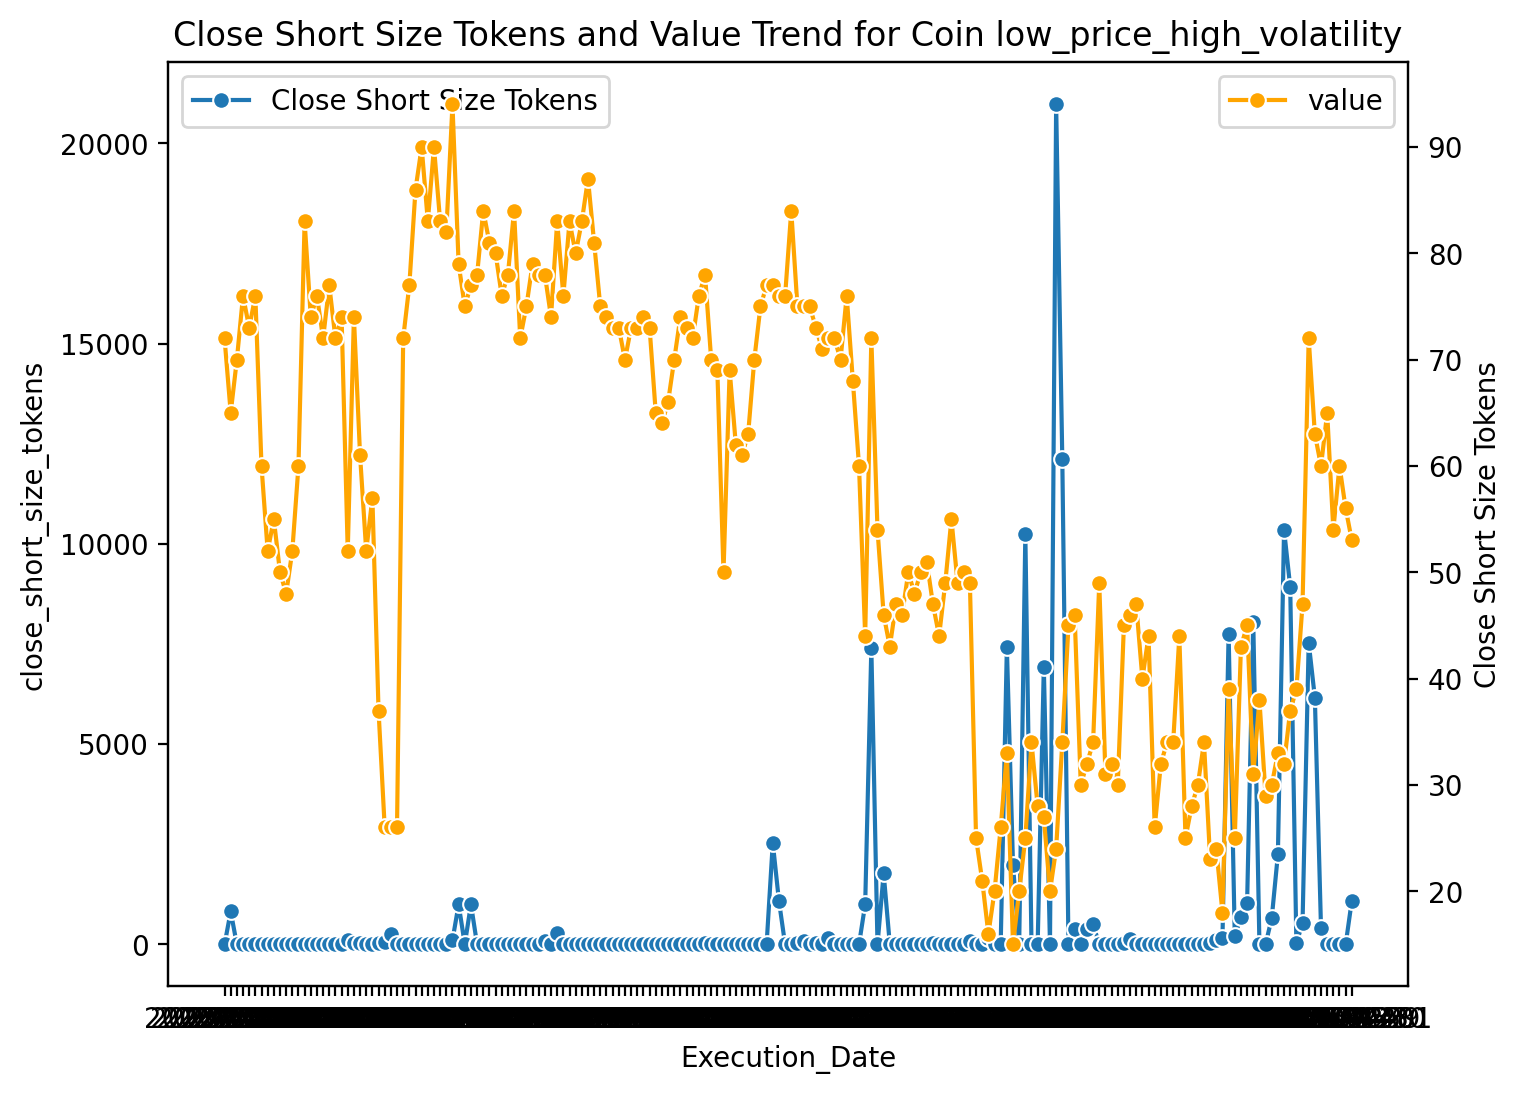 Close Short Size Tokens and Value Trend for Coin low_price_high_volatility
Close Short Size Tokens
value
20000
15000
10000
5000
0
90
80
70
60
50
40
30
20
close_short_size_tokens
Close Short Size Tokens
Execution_Date